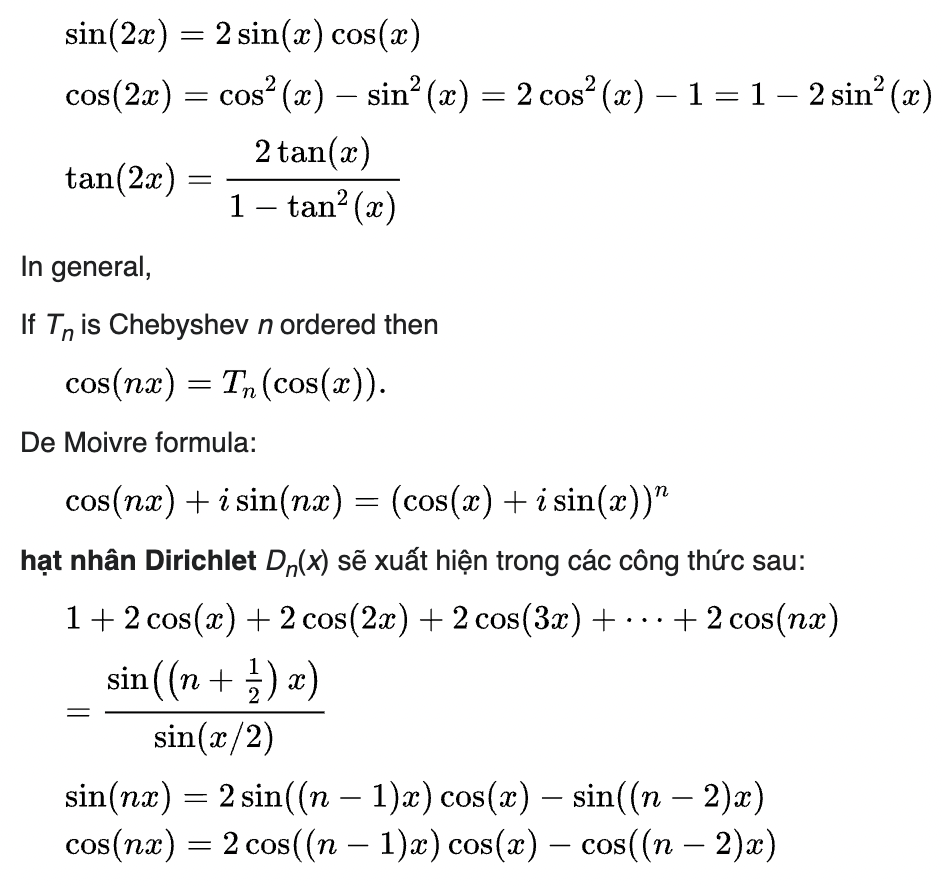 sin(2x) = 2 sin(x) cos(x)
cos(2x) = cos²(x) − sin²(x) = 2 cos²(x) − 1 = 1 − 2 sin²(x)
tan(2x) = \frac{2 tan(x)}{1 − tan²(x)}
In general,
If Tₙ is Chebyshev n ordered then
cos(nx) = Tₙ(cos(x)).
De Moivre formula:
cos(nx) + i sin(nx) = (cos(x) + i sin(x))ⁿ
hạt nhân Dirichlet Dₙ(x) sẽ xuất hiện trong các công thức sau:
1 + 2 cos(x) + 2 cos(2x) + 2 cos(3x) + ⋯ + 2 cos(nx)
= \frac{sin((n + \frac{1}{2}) x)}{sin(x/2)}
sin(nx) = 2 sin((n − 1)x) cos(x) − sin((n − 2)x)
cos(nx) = 2 cos((n − 1)x) cos(x) − cos((n − 2)x)